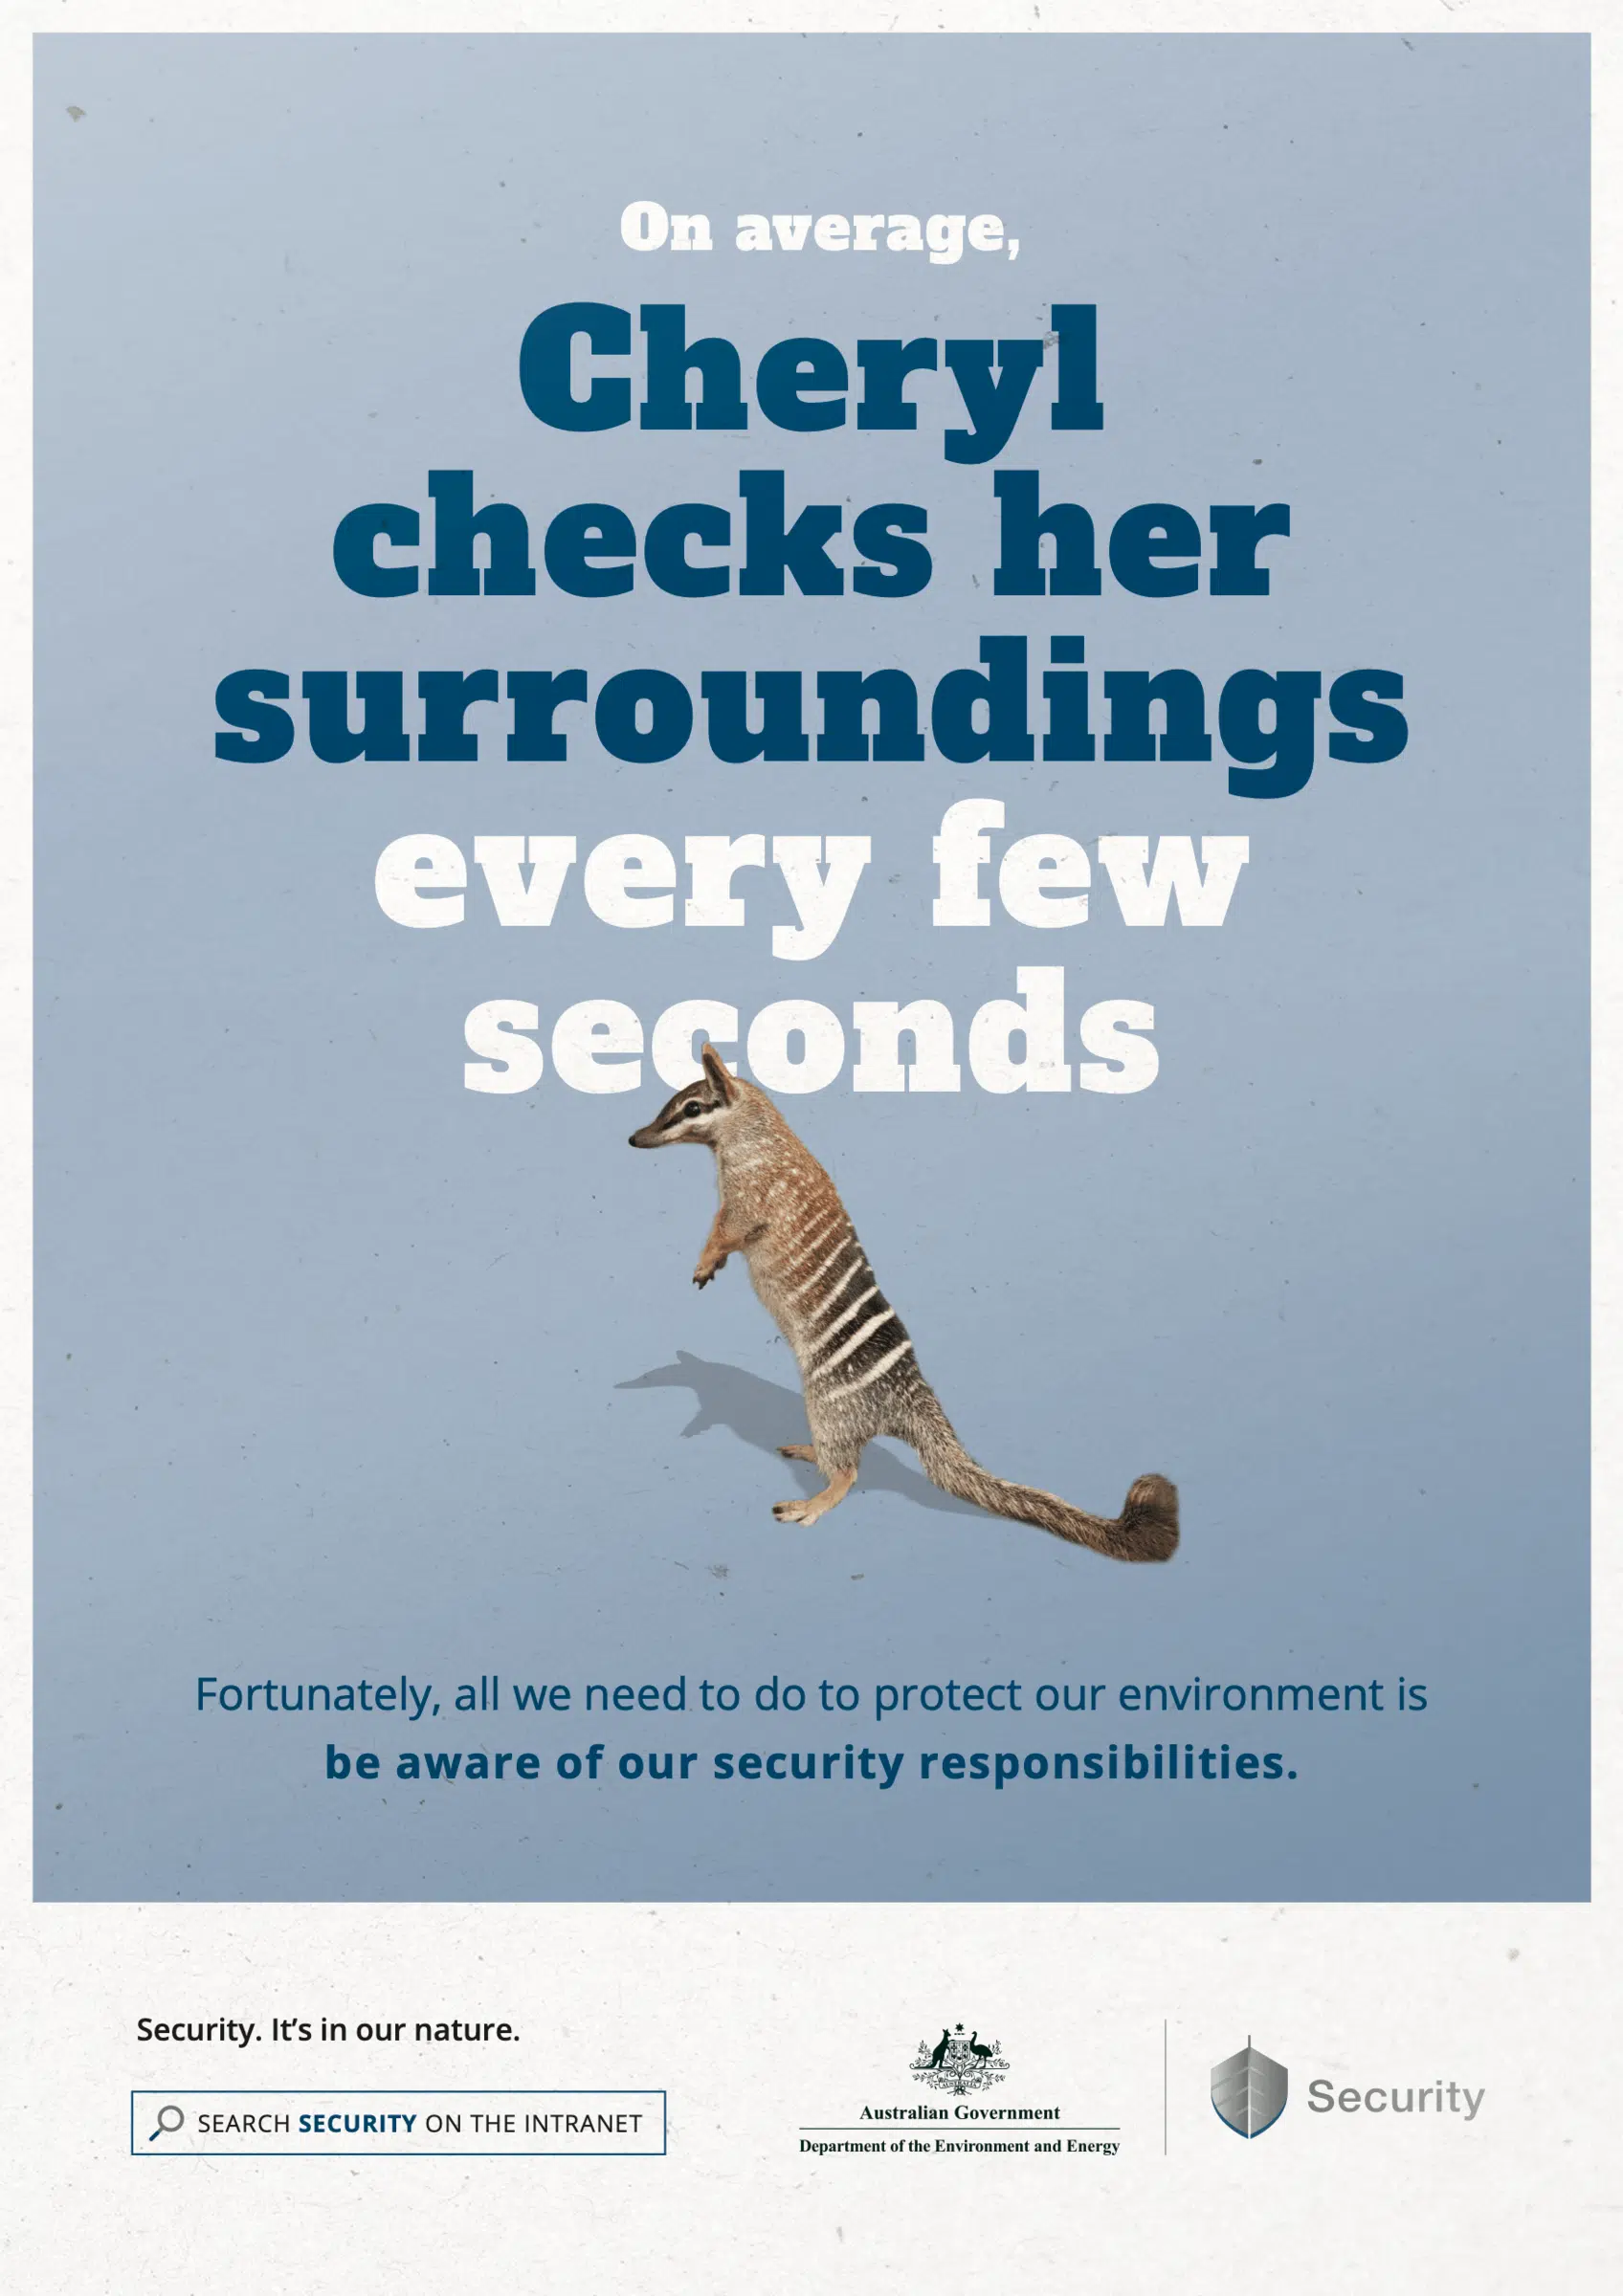 On average,
Cheryl
checks her
surroundings
every few
seconds
Fortunately, all we need to do to protect our environment is
be aware of our security responsibilities.
Security. It’s in our nature.
SEARCH SECURITY ON THE INTRANET
AUSTRALIA
Australian Government
Department of the Environment and Energy
Security